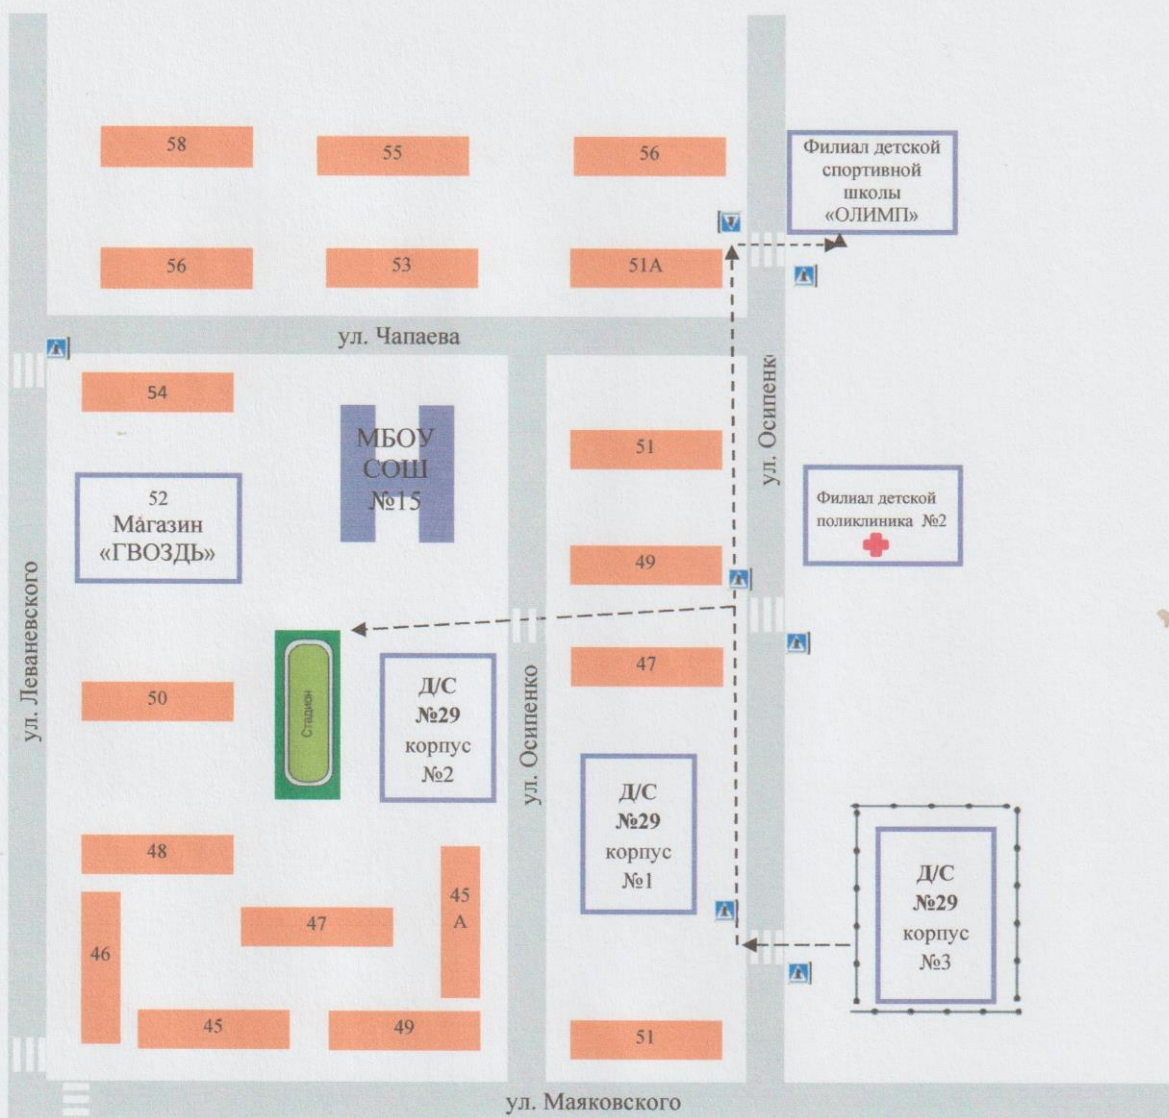 58
55
56
Филиал детской
спортивной
школы
«ОЛИМП»
56
53
51А
ул. Чапаева
54
МБОУ
СОШ
№15
51
ул. Осипенк
52
Магазин
«ГВОЗДЬ»
Филиал детской
поликлиника №2
49
ул. Леваневского
50
Стадион
Д/С
№29
корпус
№2
ул. Осипенко
47
Д/С
№29
корпус
№1
48
45
А
47
46
Д/С
№29
корпус
№3
45
49
51
ул. Маяковского